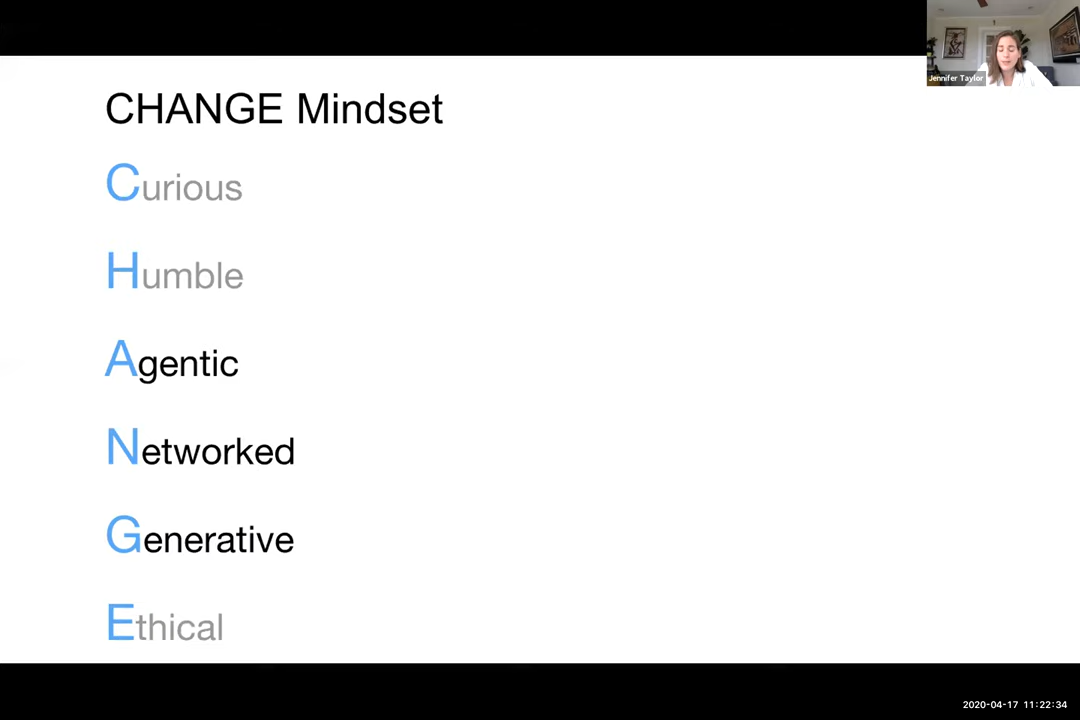 Jennifer Taylor
CHANGE Mindset
Curious
Humble
Agentic
Networked
Generative
Ethical
2020-04-17 11:22:34